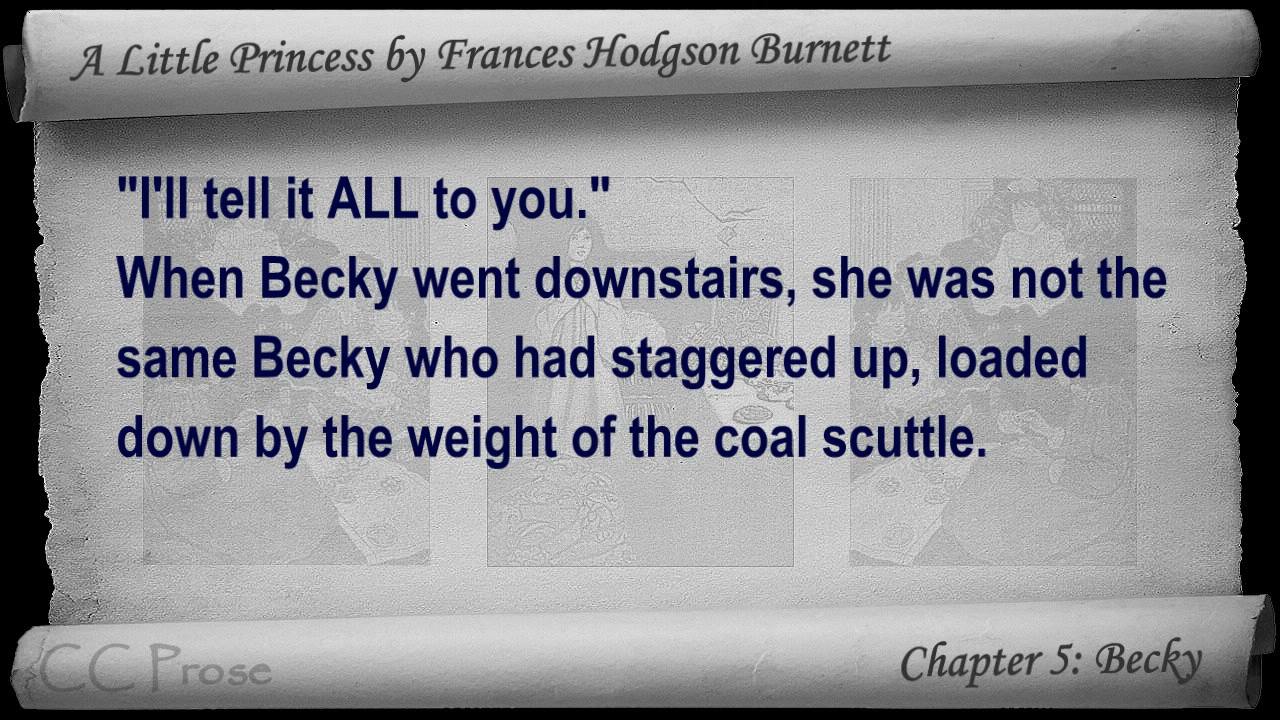 A Little Princess by Frances Hodgson Burnett
"I'll tell it ALL to you."
When Becky went downstairs, she was not the
same Becky who had staggered up, loaded
down by the weight of the coal scuttle.
CC Prose
Chapter 5: Becky